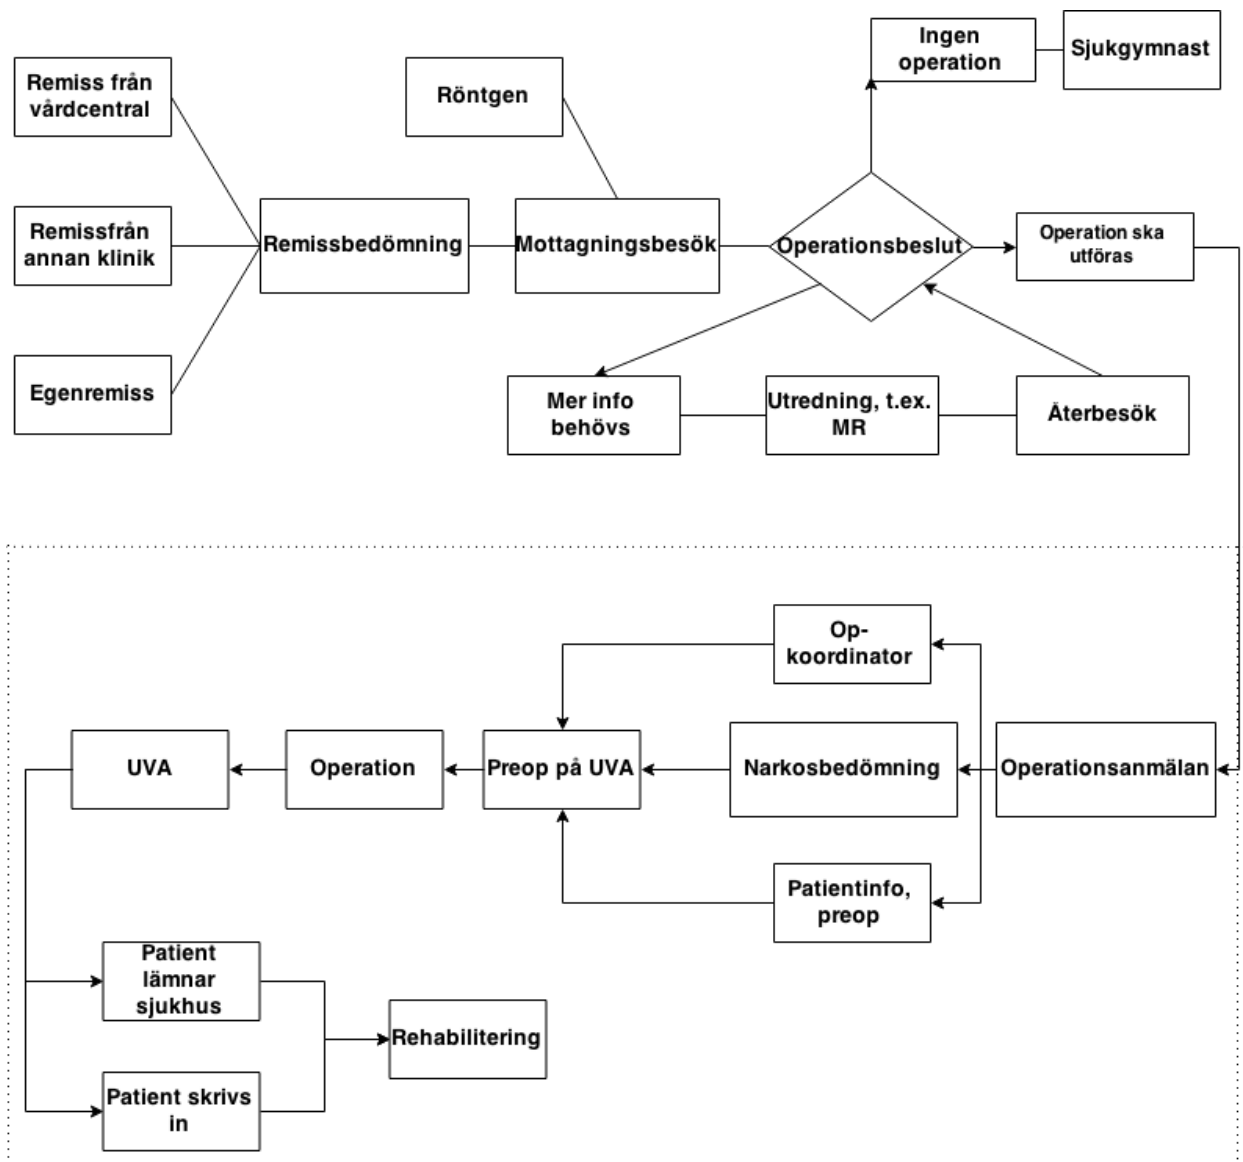 Ingen
operation
Sjukgymnast
Remiss från
vårdcentral
Röntgen
Remissfrån
annan klinik
Remissbedömning
Mottagningsbesök
Operationsbeslut
Operation ska
utföras
Egenremiss
Mer info
behövs
Utredning, t.ex.
MR
Återbesök
Op-
koordinator
UVA
Operation
Preop på UVA
Narkosbedömning
Operationsanmälan
Patientinfo,
preop
Patient
lämnar
sjukhus
Rehabilitering
Patient skrivs
in